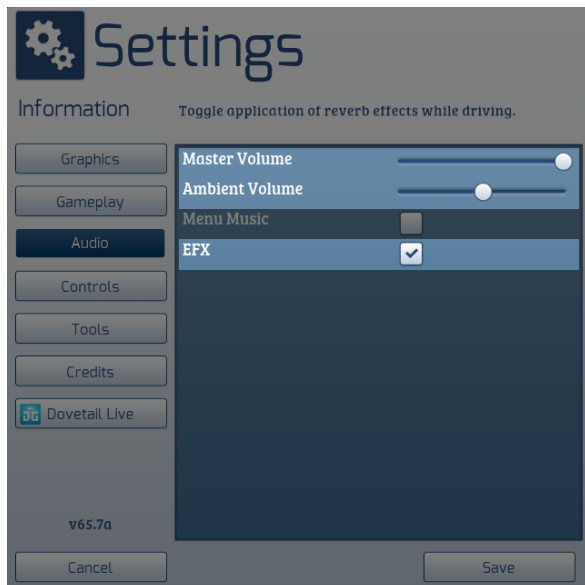 Settings
Information
Toggle application of reverb effects while driving.
Graphics
Gameplay
Audio
Controls
Tools
Credits
Dovetail Live
v65.7a
Master Volume
Ambient Volume
Menu Music
EFX
Cancel
Save